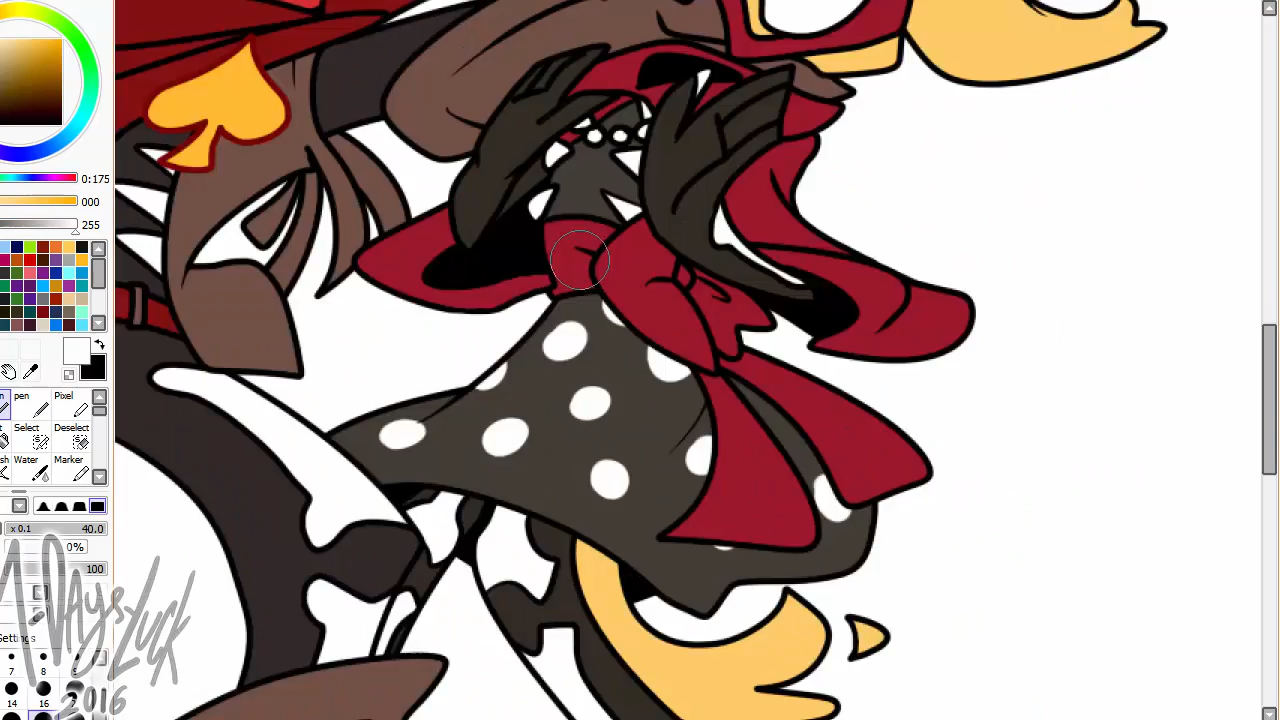 0:175
000
255
pen
Pixel
Select
Deselect
Water
Marker
x 0.1
40.0
0%
100
Settings
7
8
9
14
16
2016